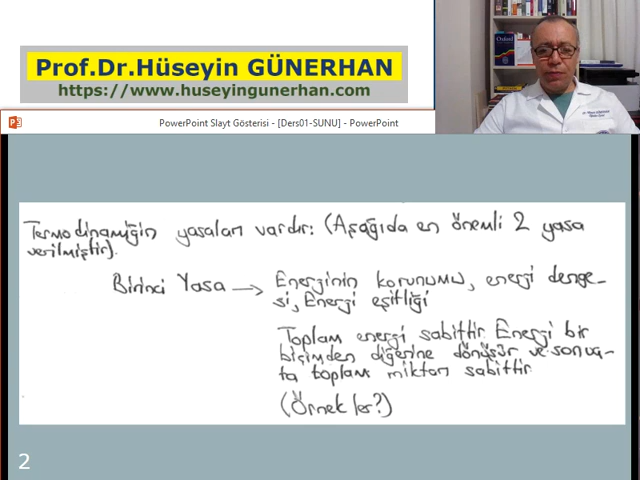 Prof.Dr.Hüseyin GÜNERHAN
https://www.huseyingunerhan.com
PowerPoint Slayt Gösterisi - [Ders01-SUNU] - PowerPoint
Termodinamiğin yasaları vardır: (Aşağıda en önemli 2 yasa
verilmiştir).
Birinci Yasa → Enerjinin korunumu, enerji denge-
si, Enerji eşitliği
Toplam enerji sabittir Enerji bir
biçimden diğerine dönüşür ve sonuç-
ta toplam miktarı sabittir
(Örnekler?)
2
Oxford